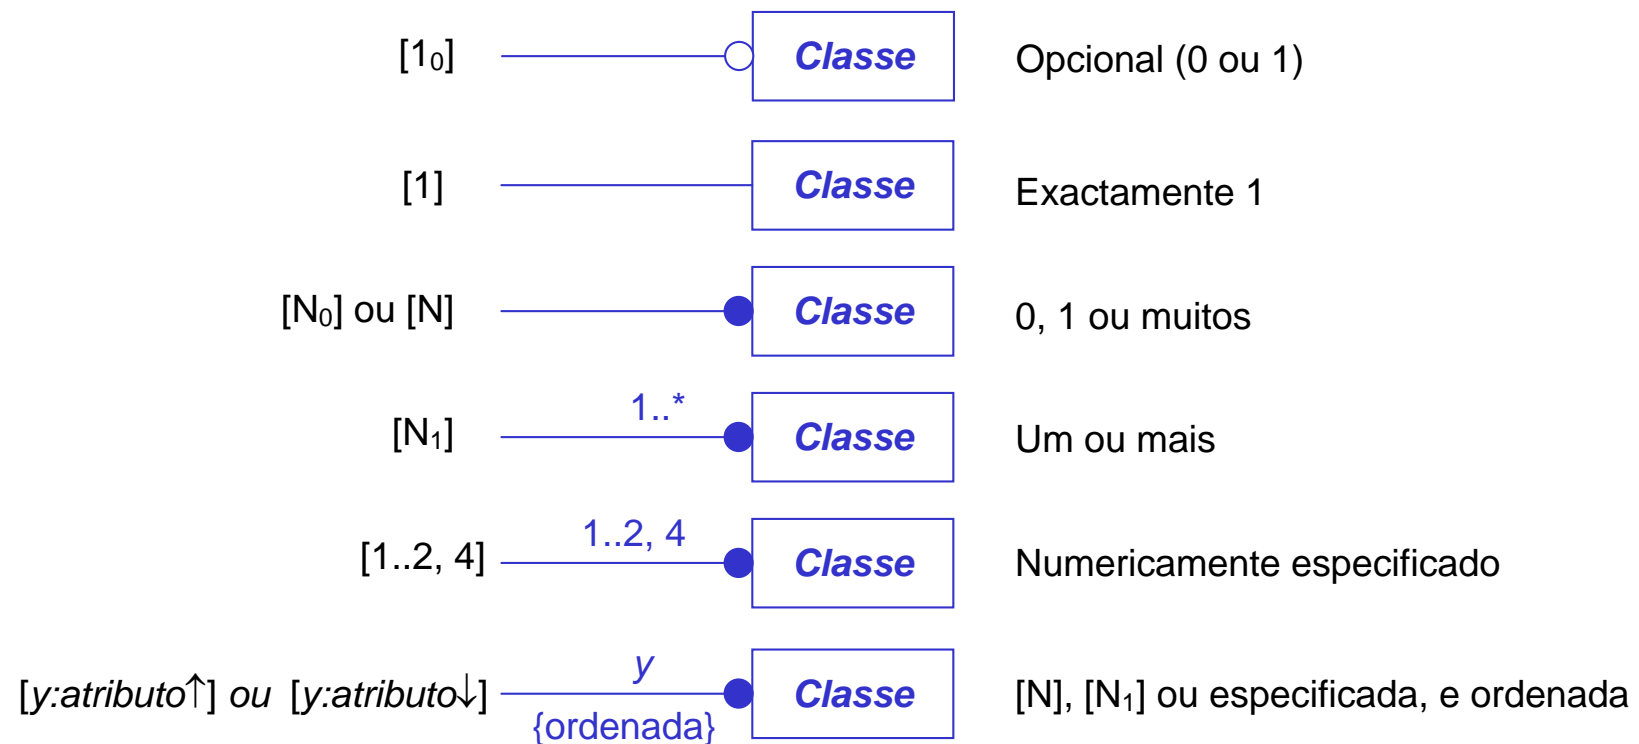 [1₀] Classe Opcional (0 ou 1)
[1] Classe Exactamente 1
[N₀] ou [N] Classe 0, 1 ou muitos
1..*
[N₁] Classe Um ou mais
1..2, 4
[1..2, 4] Classe Numericamente especificado
y
[y:atributo↑] ou [y:atributo↓] Classe [N], [N₁] ou especificada, e ordenada
{ordenada}